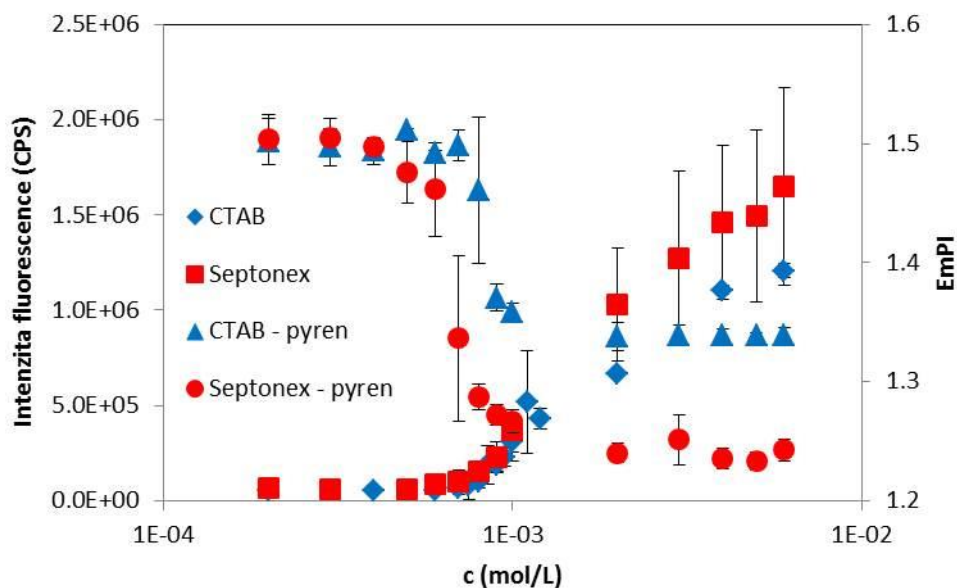 2.5E+06
2.0E+06
1.5E+06
1.0E+06
5.0E+05
0.0E+00
Intenzita fluorescence (CPS)
CTAB
Septonex
CTAB - pyren
Septonex - pyren
1.6
1.5
1.4
1.3
1.2
EmPI
1E-04
1E-03
1E-02
c (mol/L)